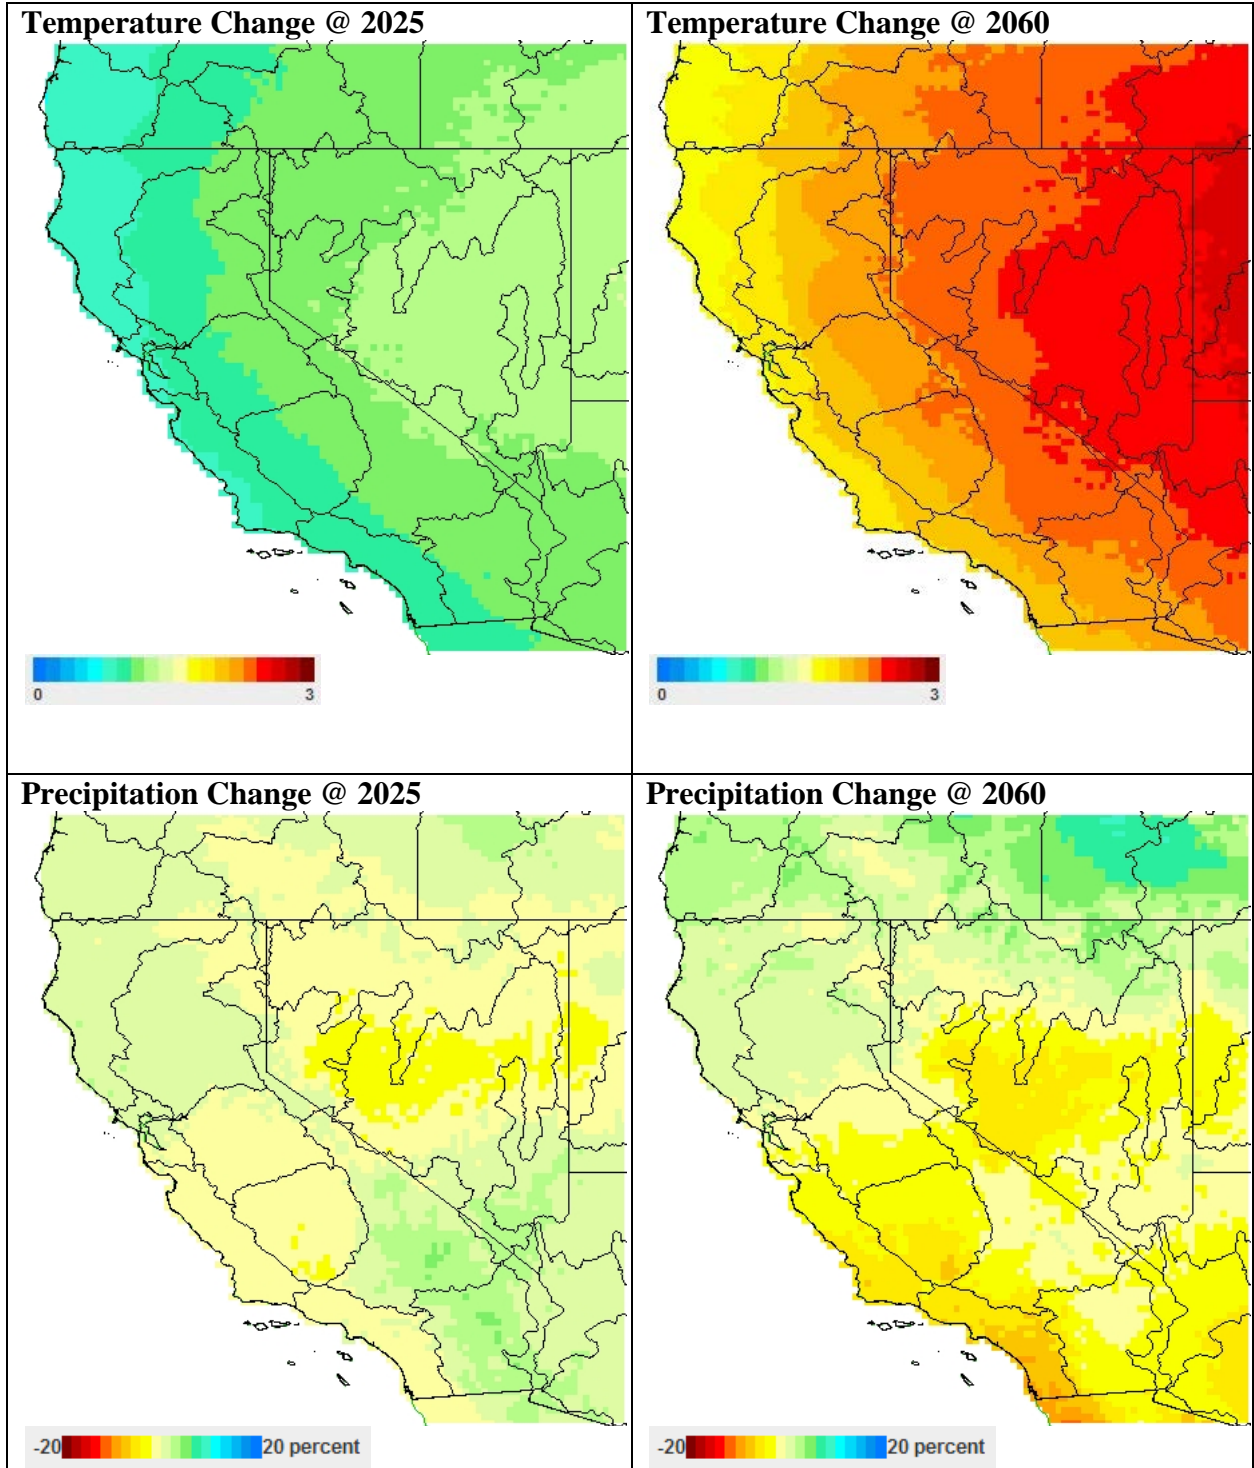 Temperature Change @ 2025
Temperature Change @ 2060
0 3
0 3
Precipitation Change @ 2025
Precipitation Change @ 2060
-20 20 percent
-20 20 percent